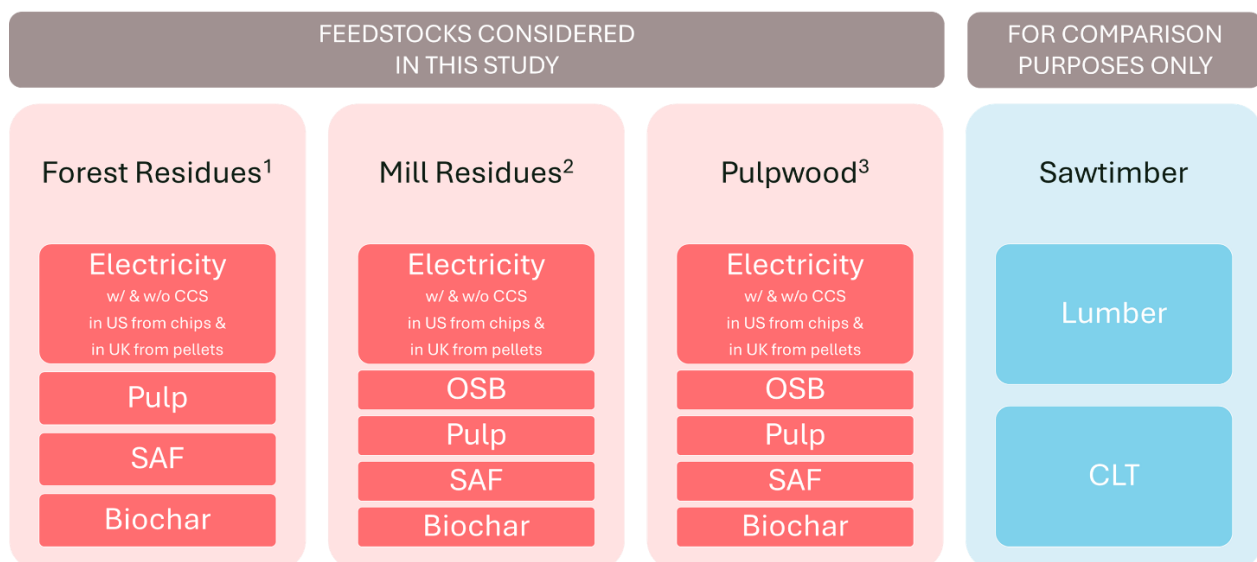 FEEDSTOCKS CONSIDERED
IN THIS STUDY
FOR COMPARISON
PURPOSES ONLY
Forest Residues¹
Electricity
w/ & w/o CCS
in US from chips &
in UK from pellets
Pulp
SAF
Biochar
Mill Residues²
Electricity
w/ & w/o CCS
in US from chips &
in UK from pellets
OSB
Pulp
SAF
Biochar
Pulpwood³
Electricity
w/ & w/o CCS
in US from chips &
in UK from pellets
OSB
Pulp
SAF
Biochar
Sawtimber
Lumber
CLT